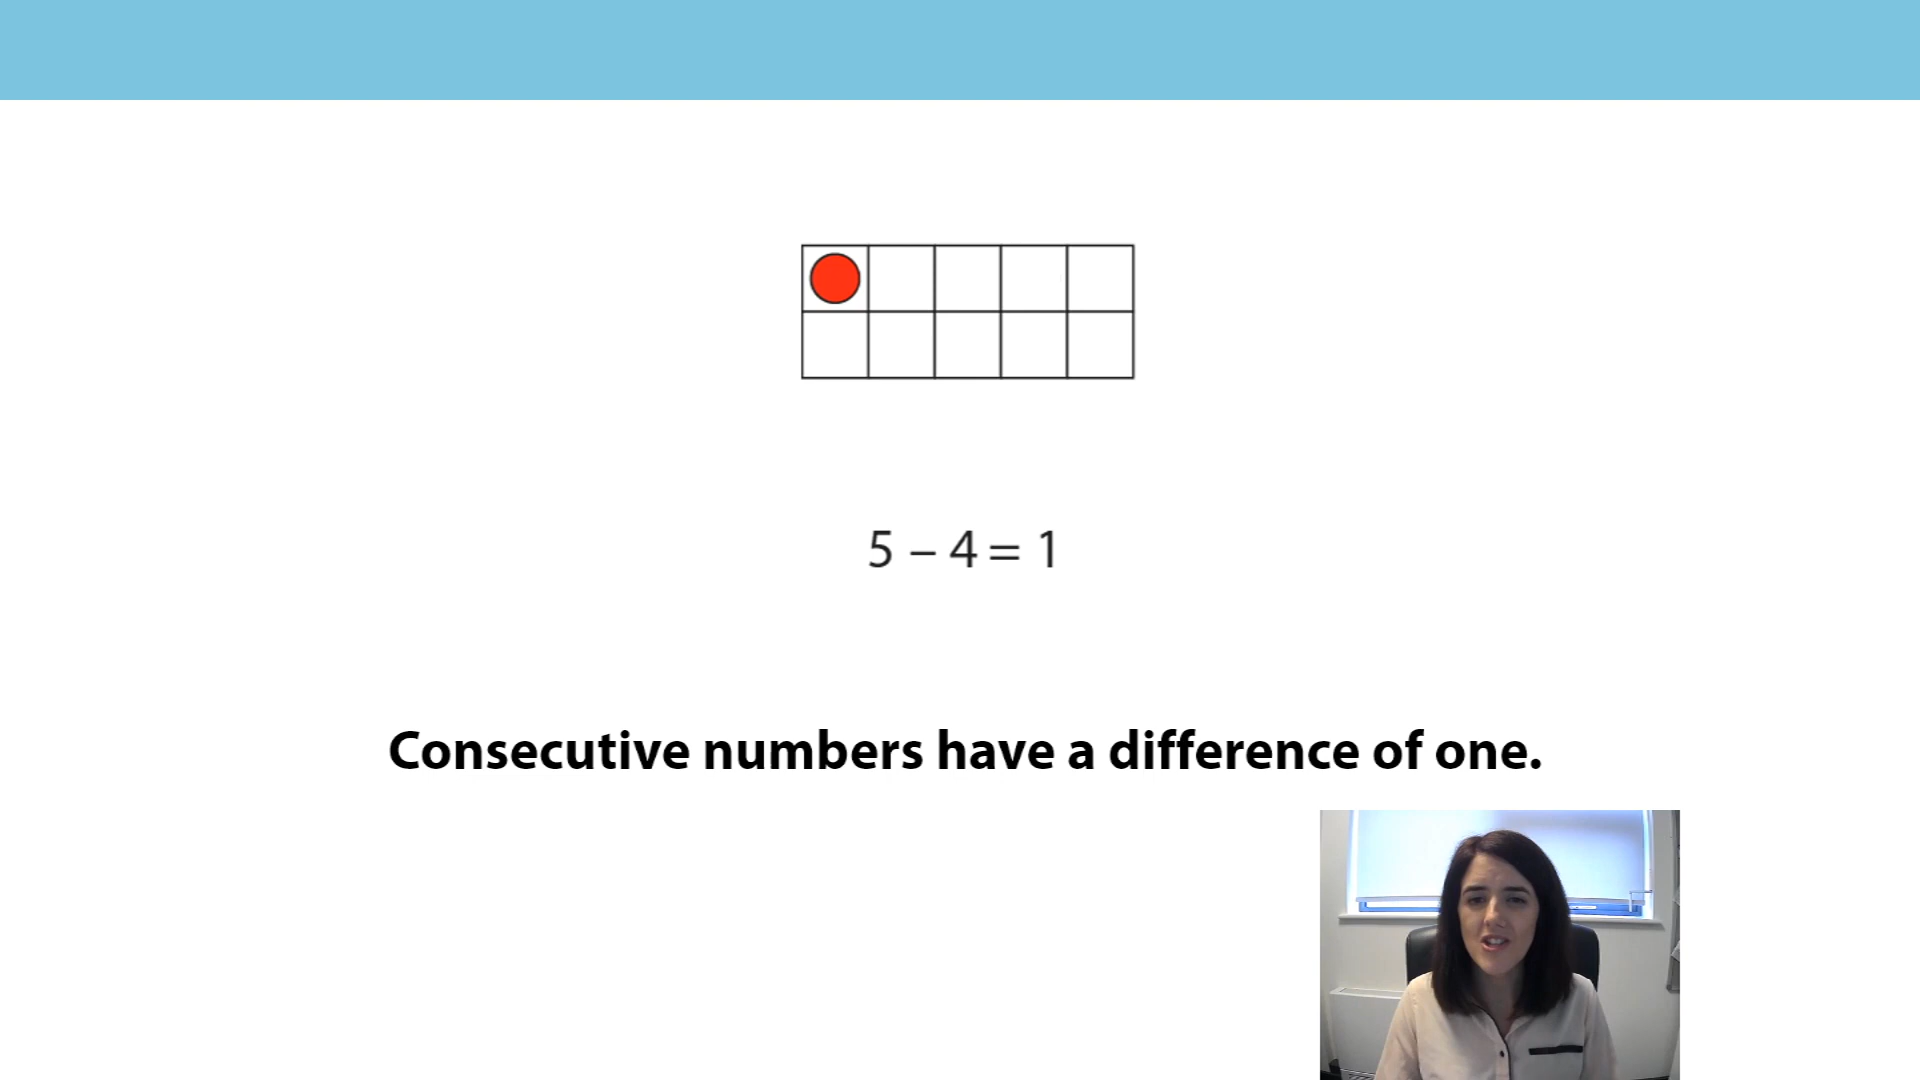 5 – 4 = 1
Consecutive numbers have a difference of one.